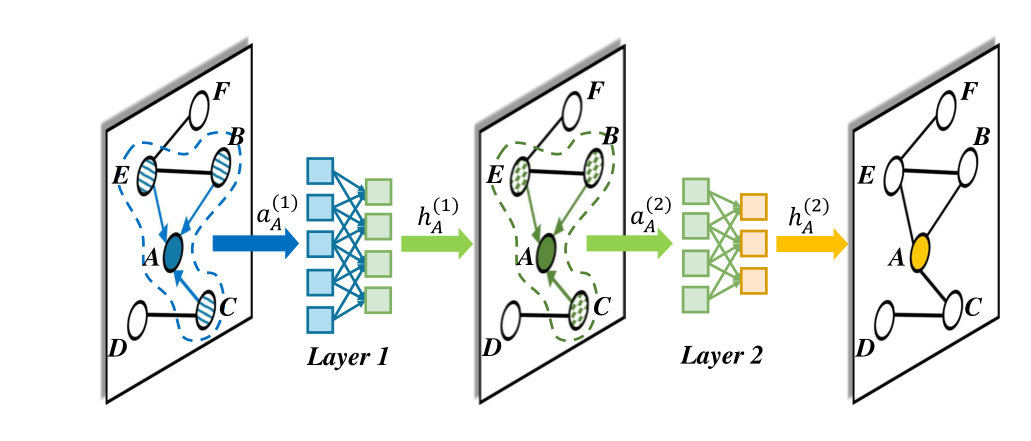 F
B
E
A
C
D
a_A^{(1)}
Layer 1
h_A^{(1)}
F
B
E
A
C
D
a_A^{(2)}
Layer 2
h_A^{(2)}
F
B
E
A
C
D